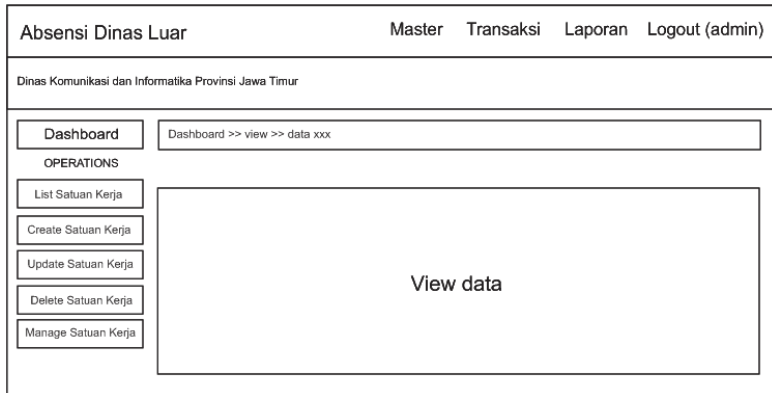 Absensi Dinas Luar
Master Transaksi Laporan Logout (admin)
Dinas Komunikasi dan Informatika Provinsi Jawa Timur
Dashboard
Dashboard >> view >> data xxx
OPERATIONS
List Satuan Kerja
Create Satuan Kerja
Update Satuan Kerja
Delete Satuan Kerja
Manage Satuan Kerja
View data